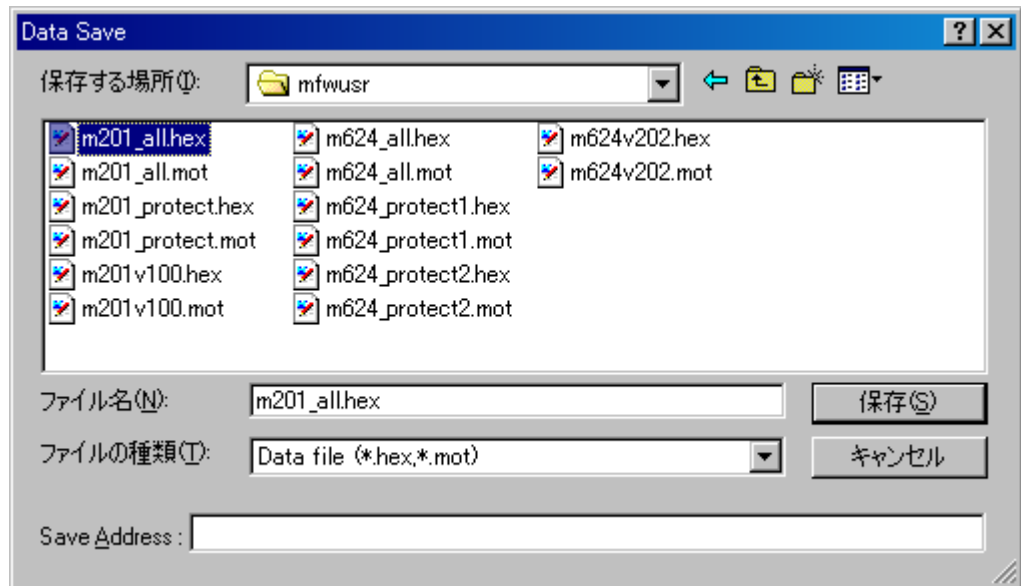 Data Save
保存する場所(I):
mfwusr
m201_all.hex
m201_all.mot
m201_protect.hex
m201_protect.mot
m201v100.hex
m201v100.mot
m624_all.hex
m624_all.mot
m624_protect1.hex
m624_protect1.mot
m624_protect2.hex
m624_protect2.mot
m624v202.hex
m624v202.mot
ファイル名(N):
m201_all.hex
保存(S)
ファイルの種類(T):
Data file (*.hex,*.mot)
キャンセル
Save Address :